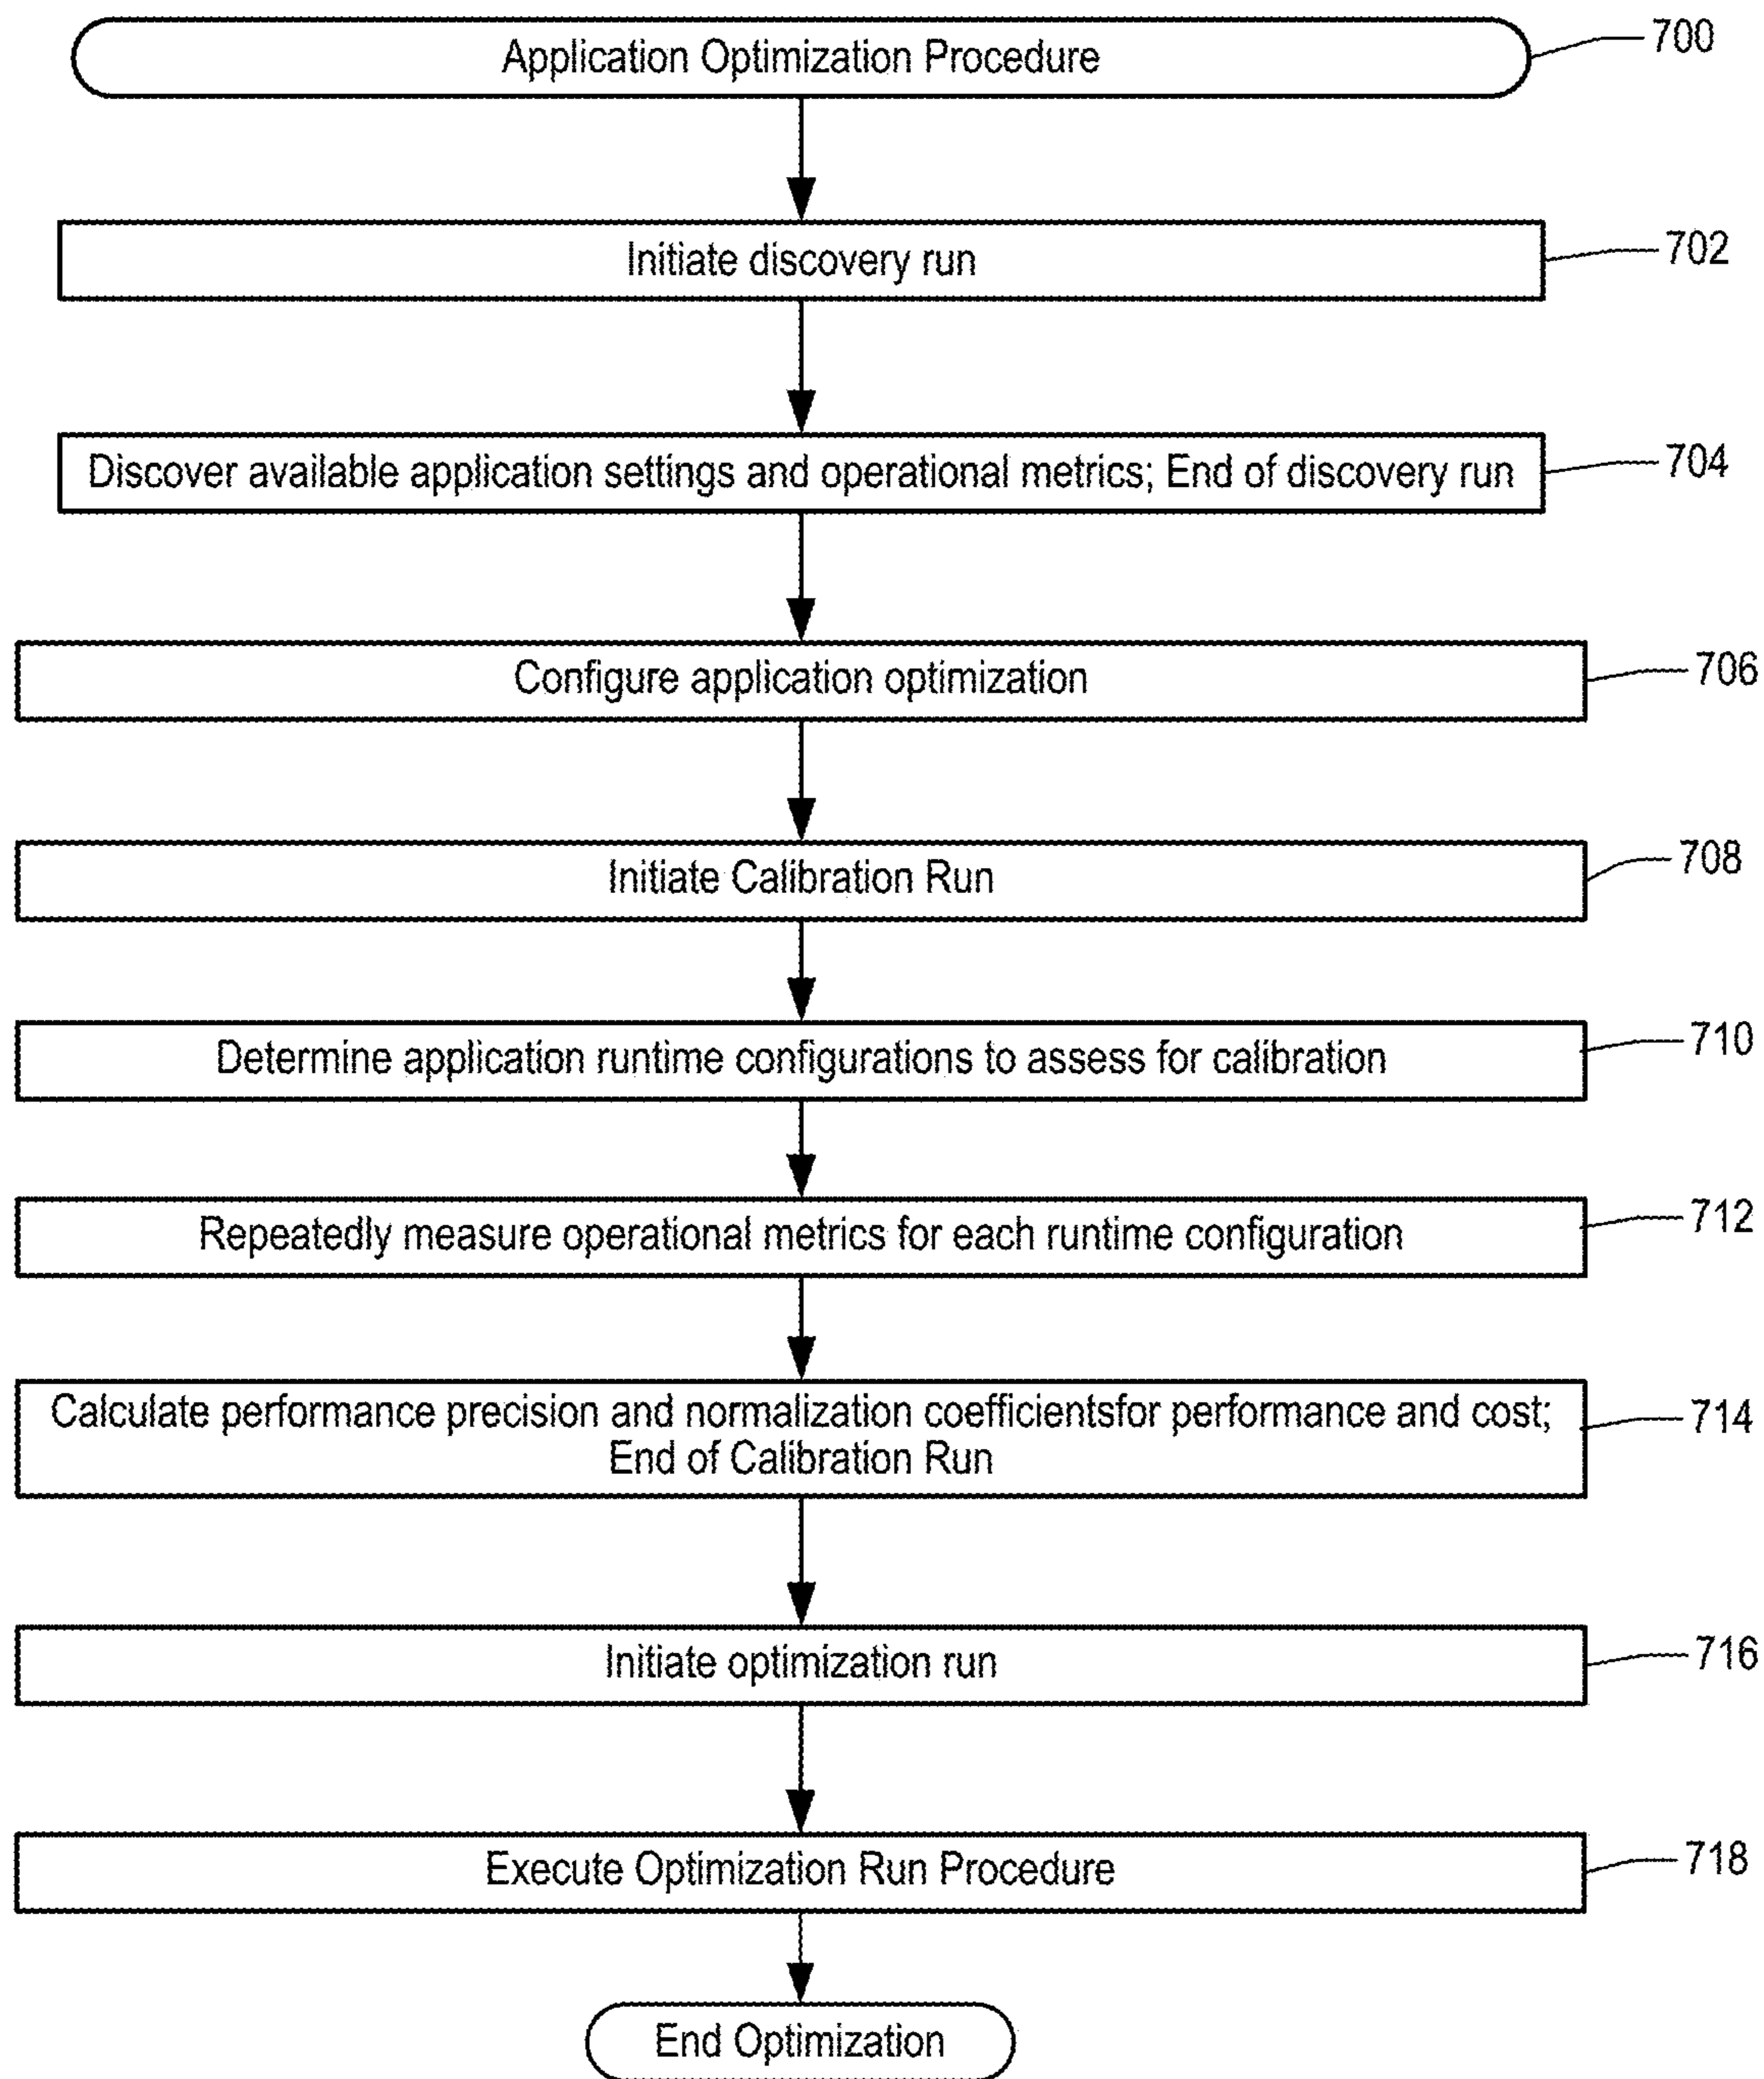 Application Optimization Procedure
700
Initiate discovery run
702
Discover available application settings and operational metrics; End of discovery run
704
Configure application optimization
706
Initiate Calibration Run
708
Determine application runtime configurations to assess for calibration
710
Repeatedly measure operational metrics for each runtime configuration
712
Calculate performance precision and normalization coefficientsfor performance and cost;
End of Calibration Run
714
Initiate optimization run
716
Execute Optimization Run Procedure
718
End Optimization